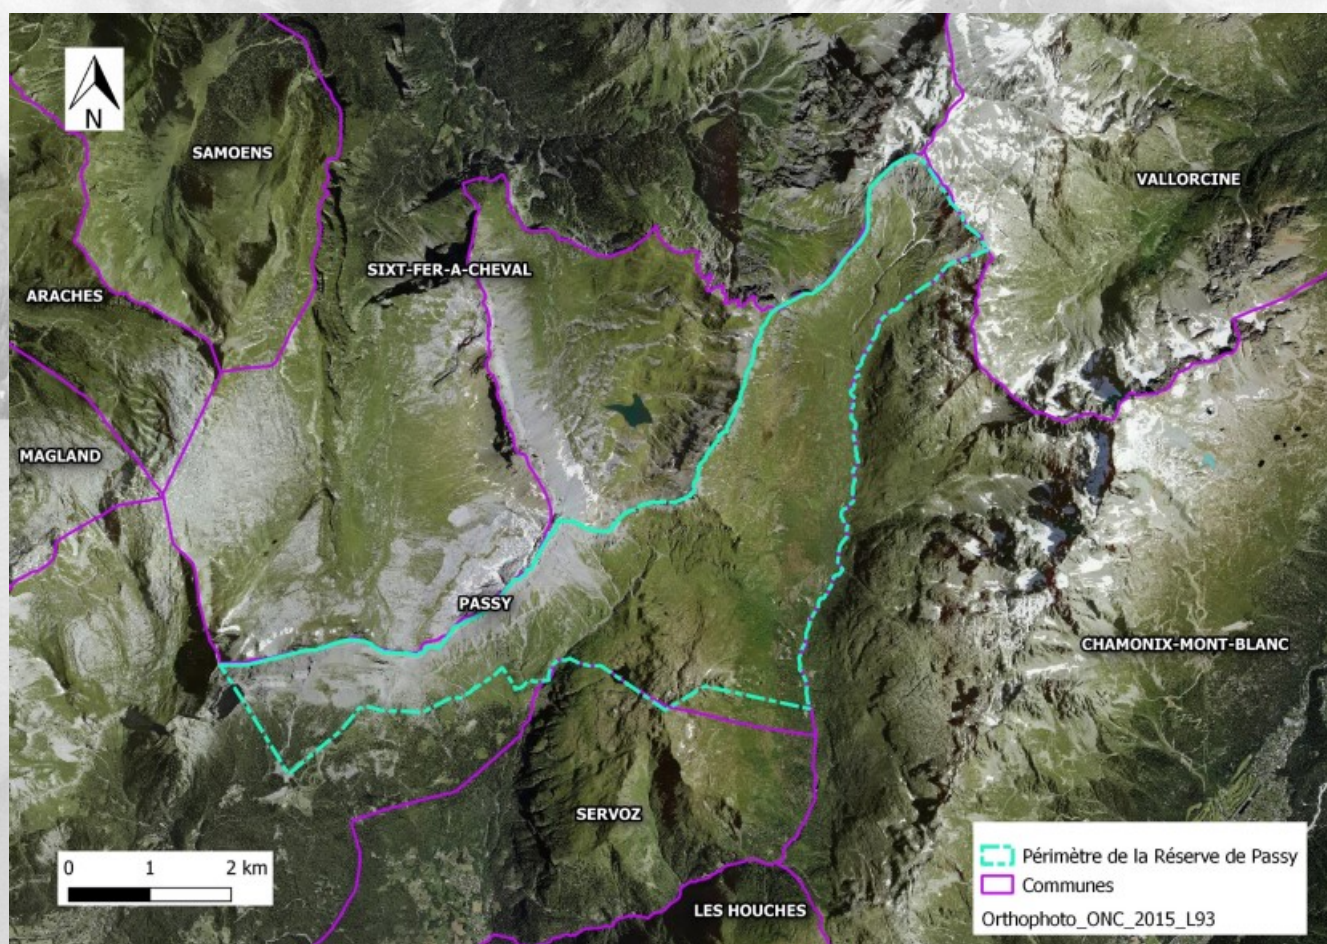 N
SAMOENS
VALLORCINE
SIXT-FER-A-CHEVAL
ARACHES
MAGLAND
PASSY
CHAMONIX-MONT-BLANC
SERVOZ
LES HOUCHES
0 1 2 km
Périmètre de la Réserve de Passy
Communes
Orthophoto_ONC_2015_L93